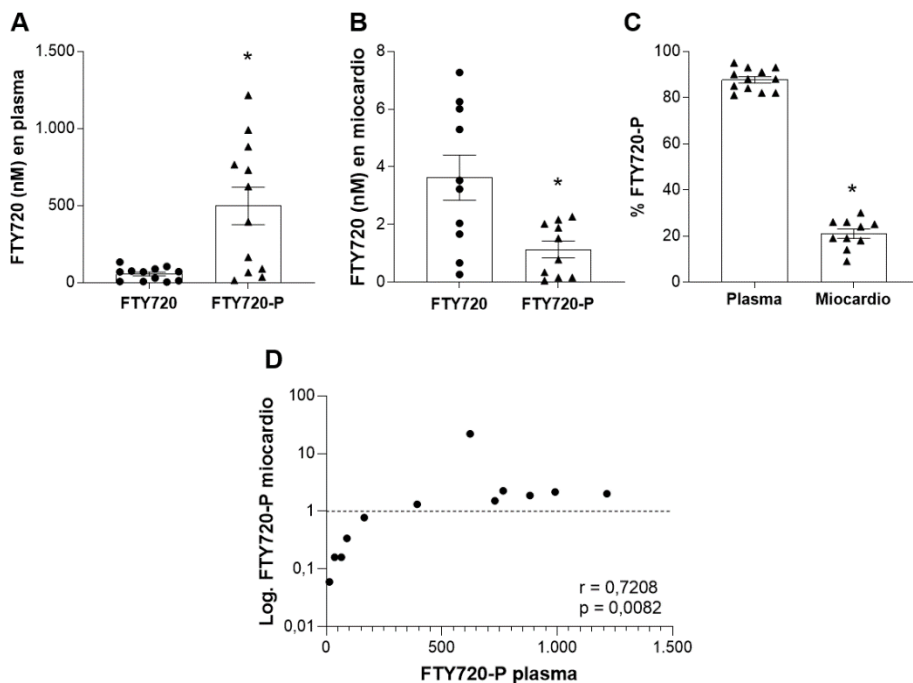 A
FTY720 (nM) en plasma
1.500
1.000
500
0
*
FTY720
FTY720-P
B
FTY720 (nM) en miocardio
8
6
4
2
0
*
FTY720
FTY720-P
C
% FTY720-P
100
80
60
40
20
0
*
Plasma
Miocardio
D
Log. FTY720-P miocardio
100
10
1
0,1
0,01
r = 0,7208
p = 0,0082
0
500
1.000
1.500
FTY720-P plasma